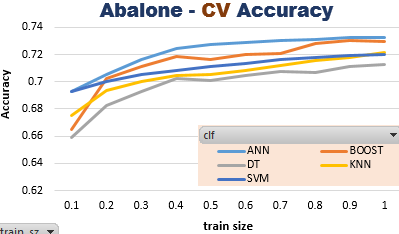 Abalone - CV Accuracy
0.74
0.72
0.7
0.68
0.66
0.64
0.62
Accuracy
clf
ANN BOOST
DT KNN
SVM
0.1 0.2 0.3 0.4 0.5 0.6 0.7 0.8 0.9 1
train size
train_sz